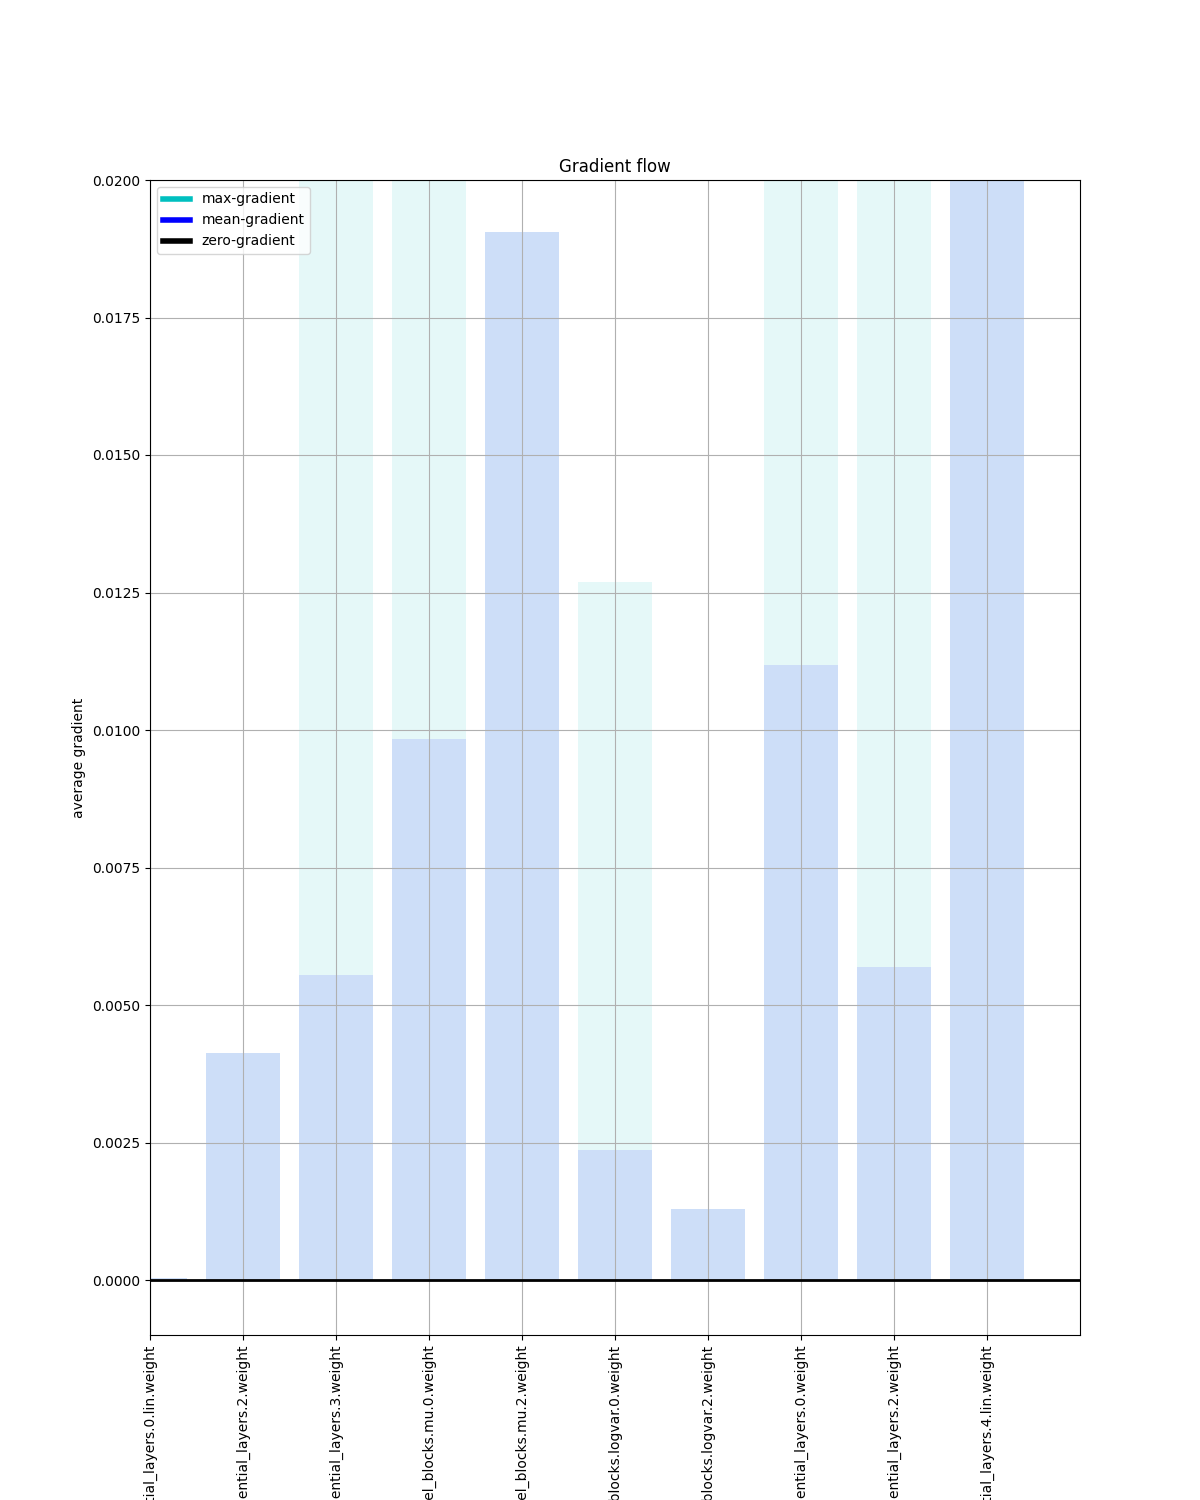 Gradient flow
max-gradient
mean-gradient
zero-gradient
0.0200
0.0175
0.0150
0.0125
0.0100
0.0075
0.0050
0.0025
0.0000
average gradient
tial_layers.0.lin.weight
ential_layers.2.weight
ential_layers.3.weight
el_blocks.mu.0.weight
el_blocks.mu.2.weight
blocks.logvar.0.weight
blocks.logvar.2.weight
ential_layers.0.weight
ential_layers.2.weight
tial_layers.4.lin.weight